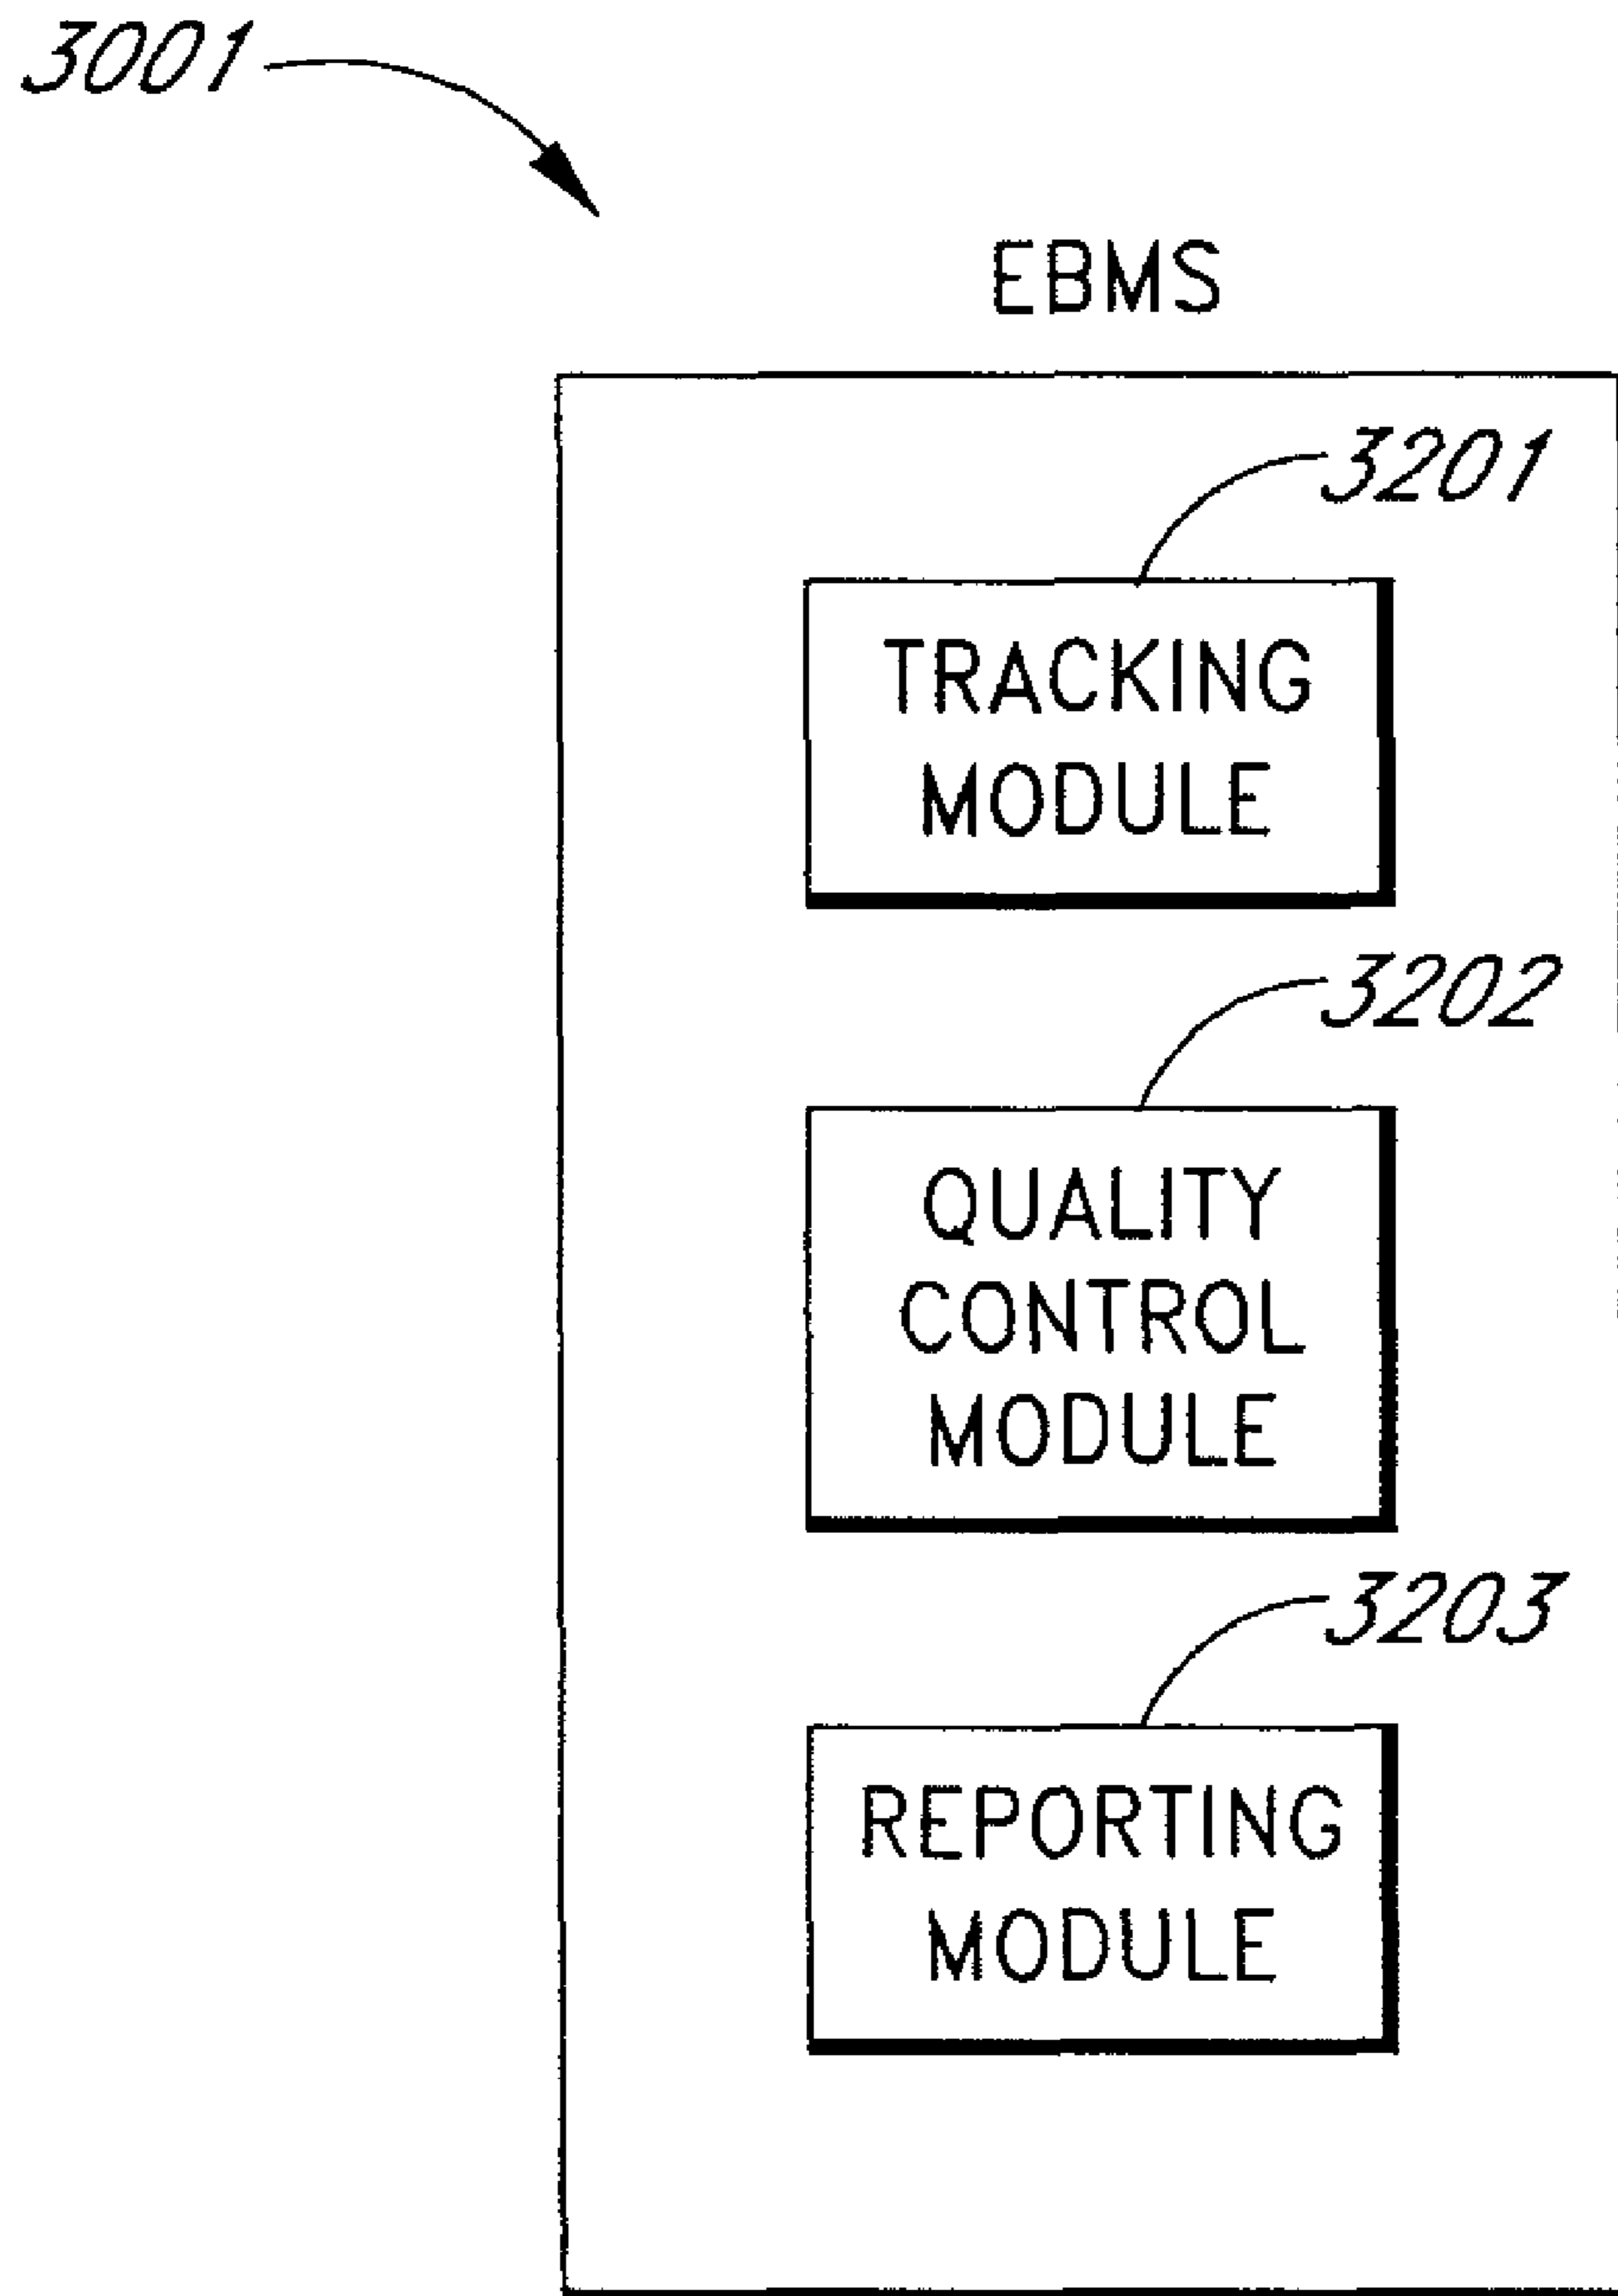 3001
EBMS
3201
TRACKING
MODULE
3202
QUALITY
CONTROL
MODULE
3203
REPORTING
MODULE